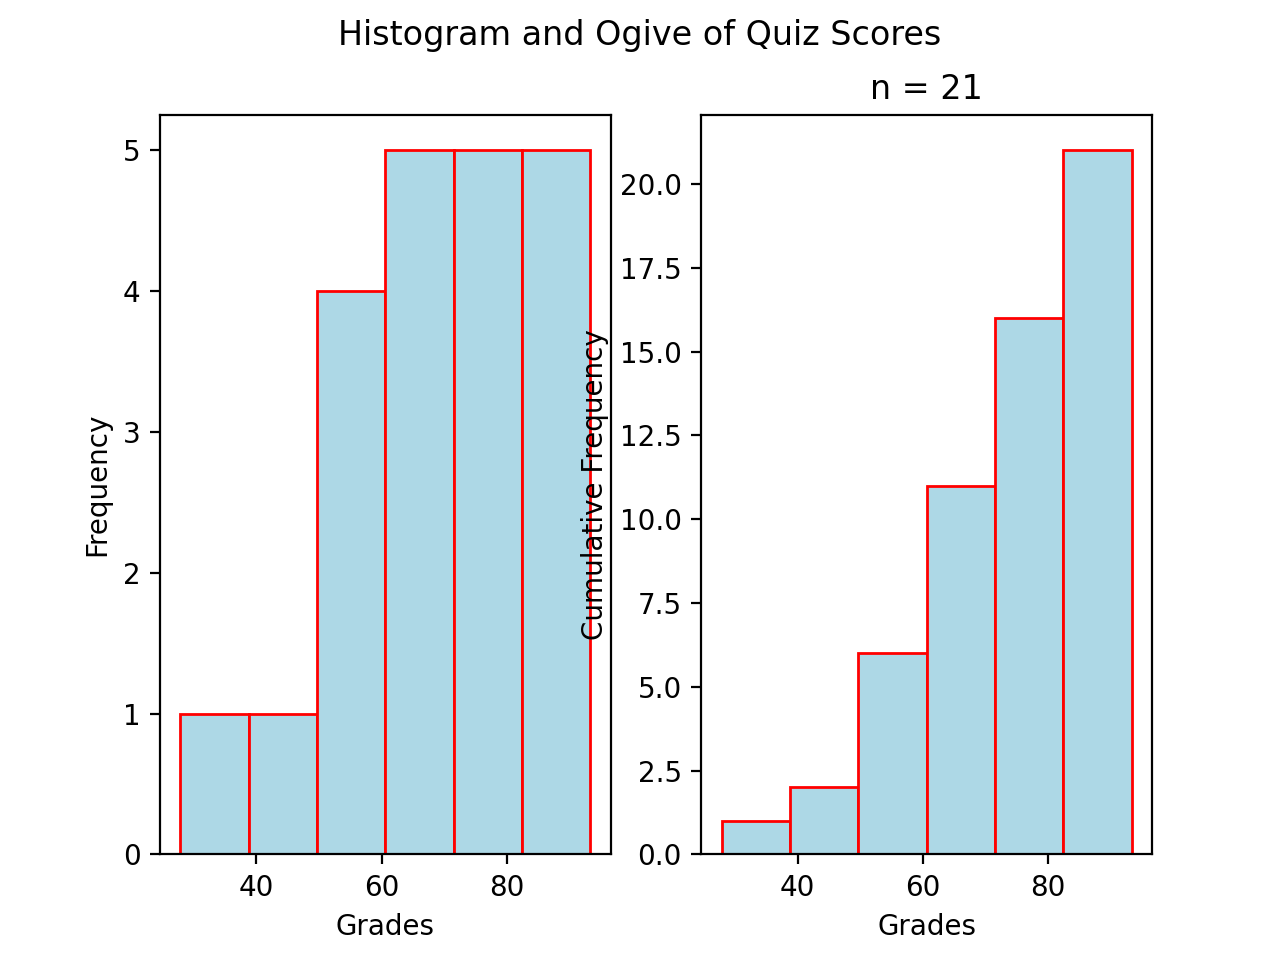 Histogram and Ogive of Quiz Scores
n = 21
5
4
3
2
1
0
Frequency
40 60 80
Grades
20.0
17.5
15.0
12.5
10.0
7.5
5.0
2.5
0.0
Cumulative Frequency
40 60 80
Grades